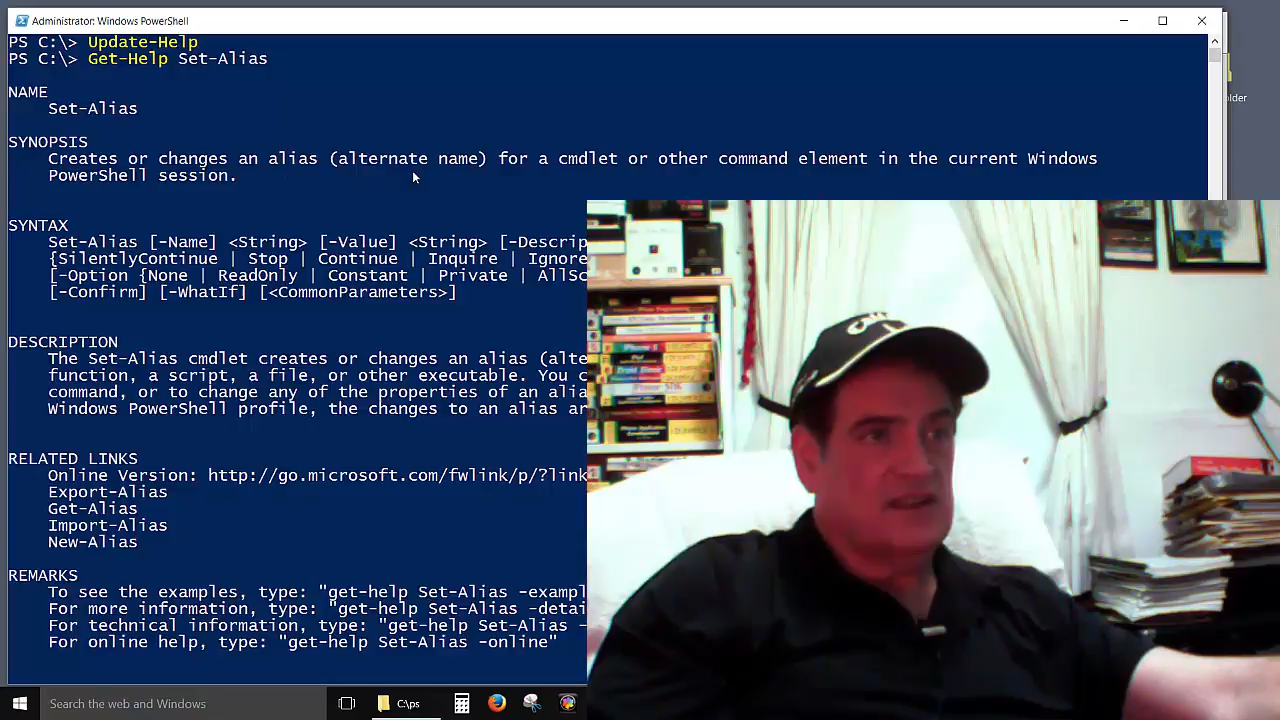 Administrator: Windows PowerShell
PS C:\> Update-Help
PS C:\> Get-Help Set-Alias
NAME
Set-Alias
SYNOPSIS
Creates or changes an alias (alternate name) for a cmdlet or other command element in the current Windows
PowerShell session.
SYNTAX
Set-Alias [-Name] <String> [-Value] <String> [-Descrip
{SilentlyContinue | Stop | Continue | Inquire | Ignore
[-Option {None | ReadOnly | Constant | Private | AllSc
[-Confirm] [-WhatIf] [<CommonParameters>]
DESCRIPTION
The Set-Alias cmdlet creates or changes an alias (alte
function, a script, a file, or other executable. You c
command, or to change any of the properties of an alia
Windows PowerShell profile, the changes to an alias ar
RELATED LINKS
Online Version: http://go.microsoft.com/fwlink/p/?link
Export-Alias
Get-Alias
Import-Alias
New-Alias
REMARKS
To see the examples, type: "get-help Set-Alias -exampl
For more information, type: "get-help Set-Alias -detai
For technical information, type: "get-help Set-Alias -
For online help, type: "get-help Set-Alias -online"
older
Search the web and Windows
C:\ps